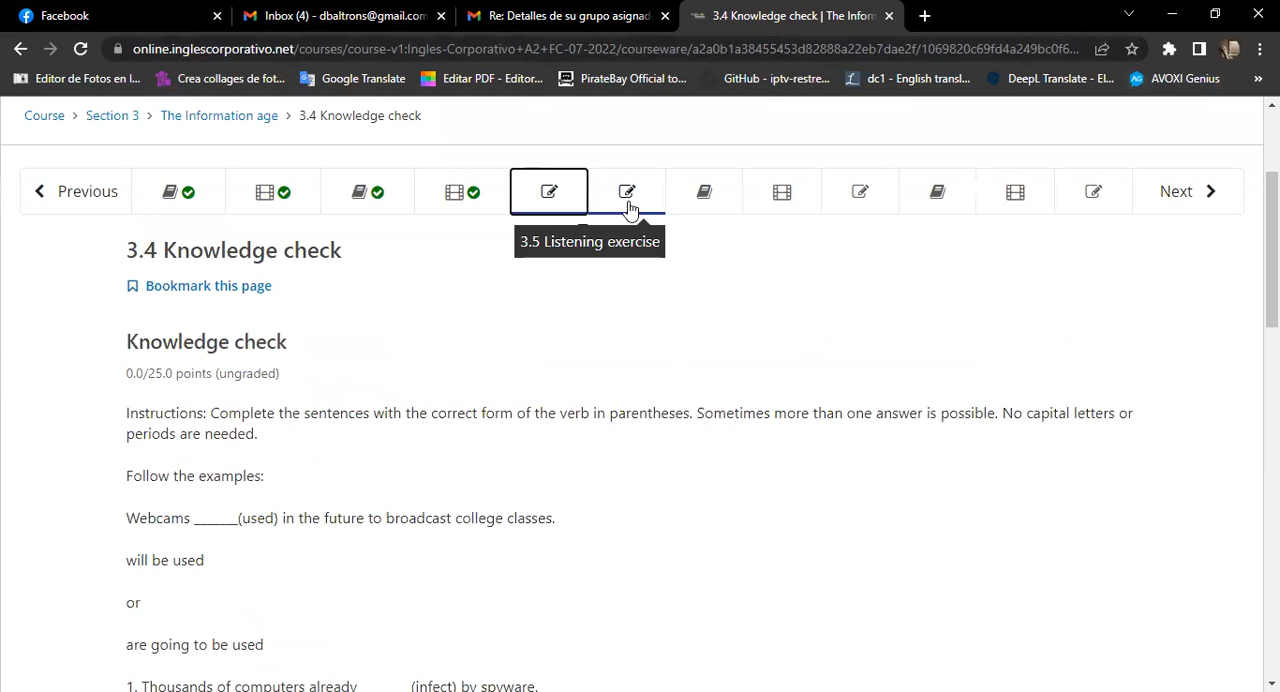 Facebook
Inbox (4) - dbaltrons@gmail.com
Re: Detalles de su grupo asignad
3.4 Knowledge check | The Inforn
online.inglescorporativo.net/courses/course-v1:Ingles-Corporativo+A2+FC-07-2022/courseware/a2a0b1a38455453d82888a22eb7dae2f/1069820c69fd4a249bc0f6...
Editor de Fotos en l...
Crea collages de fot...
Google Translate
Editar PDF - Editor...
PirateBay Official to...
GitHub - iptv-restre...
dc1 - English transl...
DeepL Translate - El...
AVOXI Genius
»
Course > Section 3 > The Information age > 3.4 Knowledge check
Previous
Next
3.5 Listening exercise
3.4 Knowledge check
Bookmark this page
Knowledge check
0.0/25.0 points (ungraded)
Instructions: Complete the sentences with the correct form of the verb in parentheses. Sometimes more than one answer is possible. No capital letters or
periods are needed.
Follow the examples:
Webcams _______(used) in the future to broadcast college classes.
will be used
or
are going to be used
1. Thousands of computers already ______ (infect) by spyware.